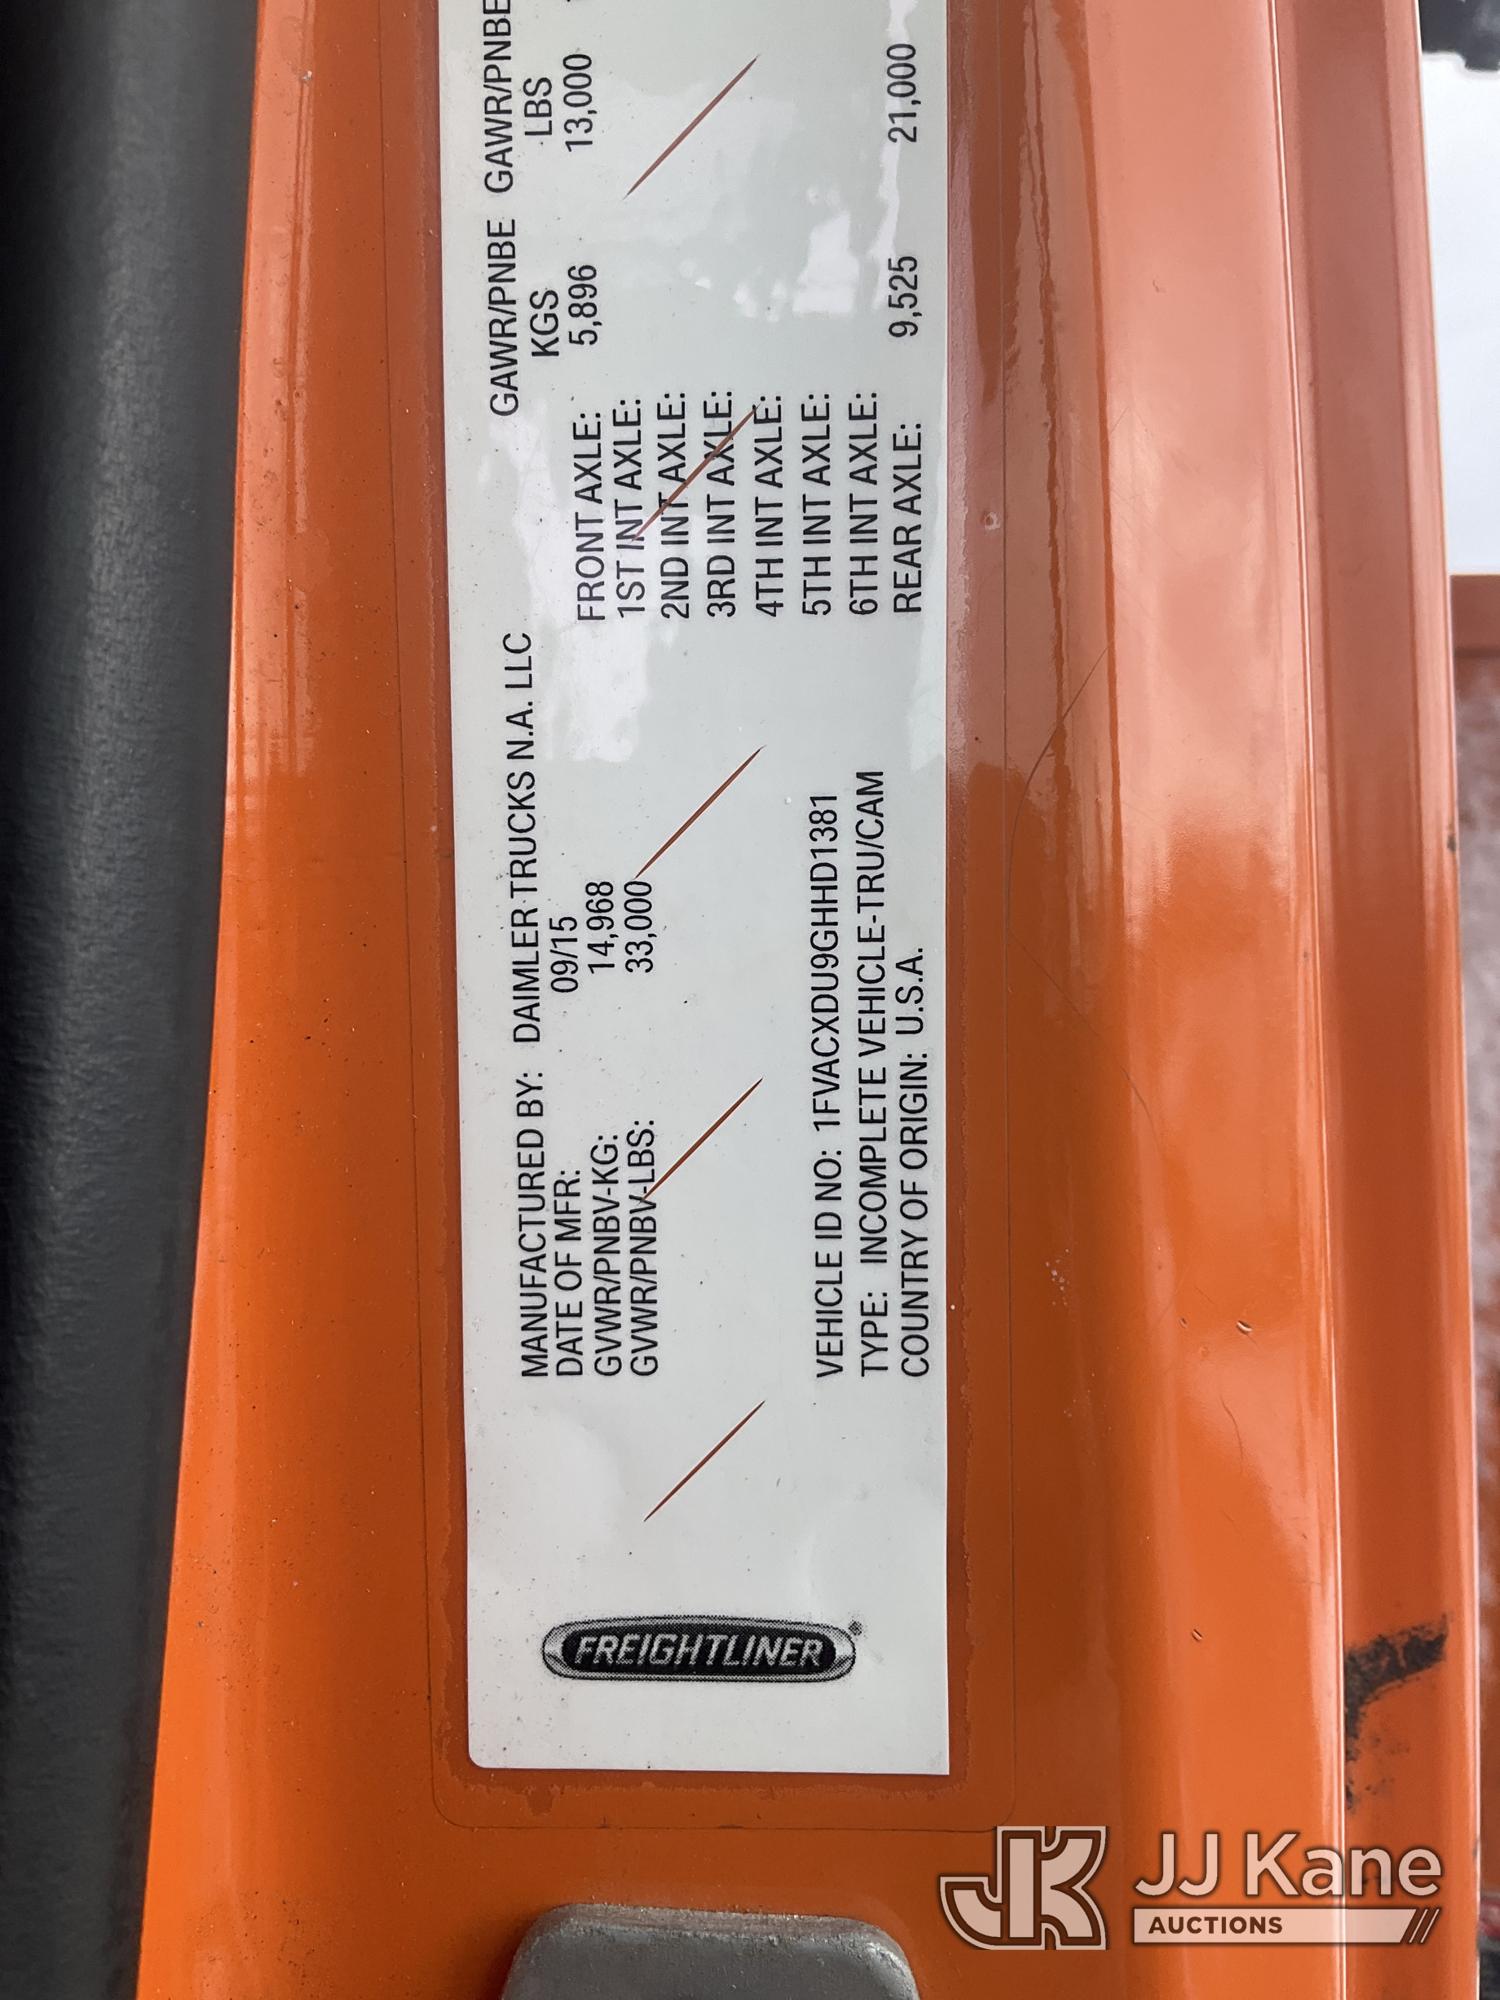 FREIGHTLINER®
MANUFACTURED BY: DAIMLER TRUCKS N.A. LLC
DATE OF MFR: 09/15
GVWR/PNBV-KG: 14,968
GVWR/PNBV-LBS: 33,000
VEHICLE ID NO: 1FVACXDU9GHHD1381
TYPE: INCOMPLETE VEHICLE-TRU/CAM
COUNTRY OF ORIGIN: U.S.A.
GAWR/PNBE GAWR/PNBE
KGS LBS
FRONT AXLE: 5,896 13,000
1ST INT AXLE:
2ND INT AXLE:
3RD INT AXLE:
4TH INT AXLE:
5TH INT AXLE:
6TH INT AXLE:
REAR AXLE: 9,525 21,000
JK JJ Kane
AUCTIONS